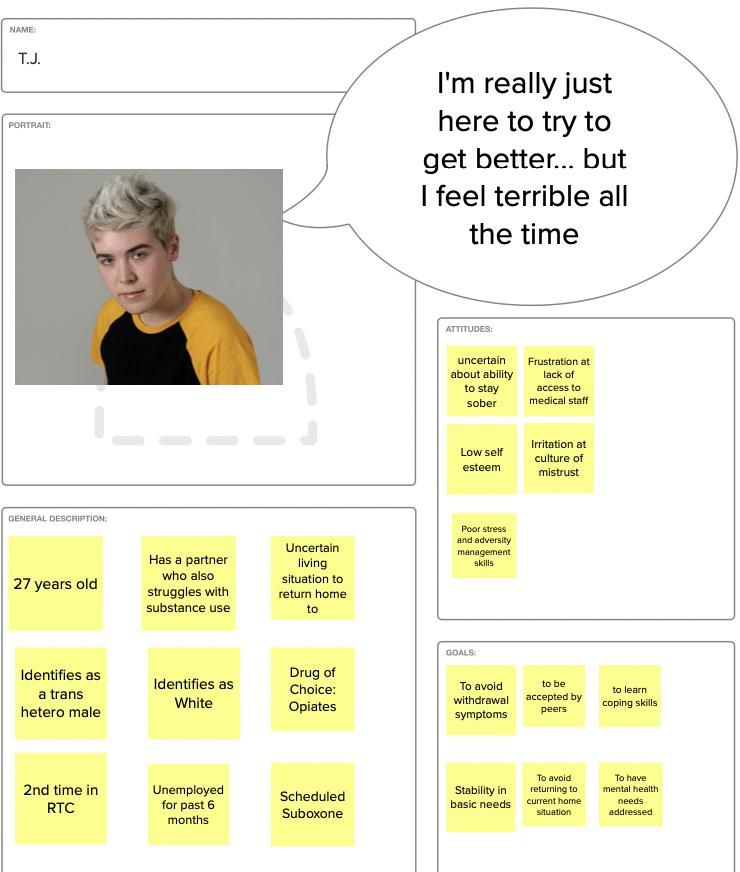 NAME:
T.J.
I'm really just
here to try to
get better... but
I feel terrible all
the time
PORTRAIT:
ATTITUDES:
uncertain
about ability
to stay
sober
Frustration at
lack of
access to
medical staff
Low self
esteem
Irritation at
culture of
mistrust
Poor stress
and adversity
management
skills
GENERAL DESCRIPTION:
27 years old
Has a partner
who also
struggles with
substance use
Uncertain
living
situation to
return home
to
Identifies as
a trans
hetero male
Identifies as
White
Drug of
Choice:
Opiates
2nd time in
RTC
Unemployed
for past 6
months
Scheduled
Suboxone
GOALS:
To avoid
withdrawal
symptoms
to be
accepted by
peers
to learn
coping skills
Stability in
basic needs
To avoid
returning to
current home
situation
To have
mental health
needs
addressed